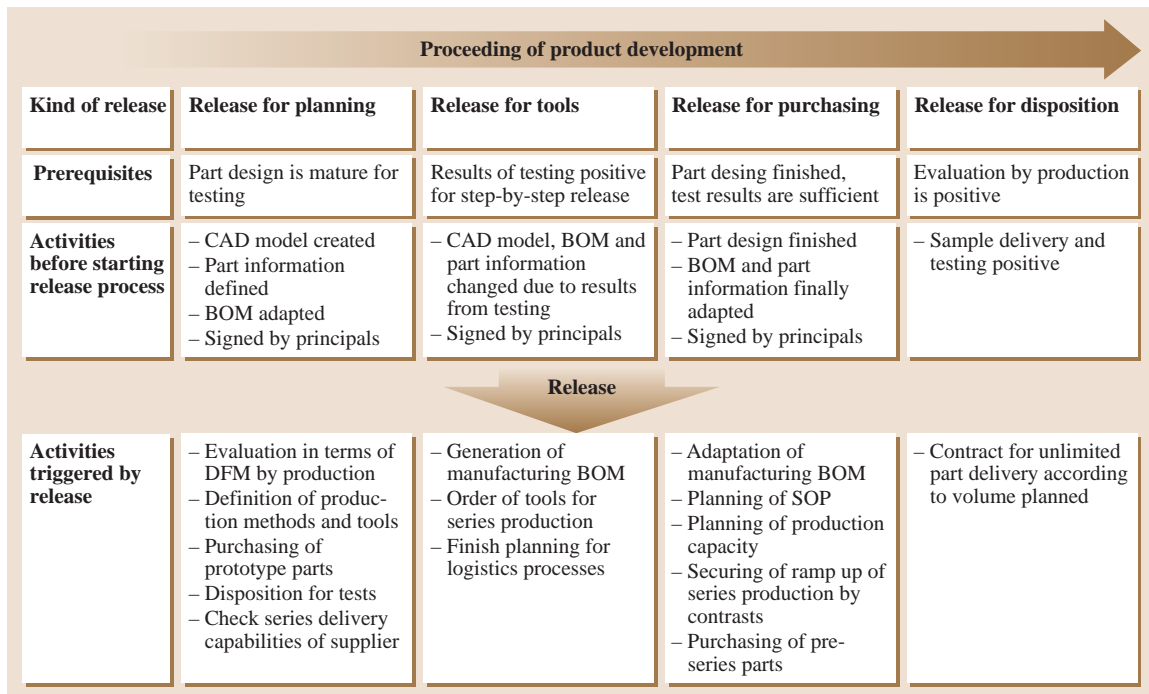 Proceeding of product development
Kind of release
Release for planning
Release for tools
Release for purchasing
Release for disposition
Prerequisites
Part design is mature for
testing
Results of testing positive
for step-by-step release
Part desing finished,
test results are sufficient
Evaluation by production
is positive
Activities
before starting
release process
– CAD model created
– Part information
defined
– BOM adapted
– Signed by principals
– CAD model, BOM and
part information
changed due to results
from testing
– Signed by principals
– Part design finished
– BOM and part
information finally
adapted
– Signed by principals
– Sample delivery and
testing positive
Release
Activities
triggered by
release
– Evaluation in terms of
DFM by production
– Definition of produc-
tion methods and tools
– Purchasing of
prototype parts
– Disposition for tests
– Check series delivery
capabilities of supplier
– Generation of
manufacturing BOM
– Order of tools for
series production
– Finish planning for
logistics processes
– Adaptation of
manufacturing BOM
– Planning of SOP
– Planning of production
capacity
– Securing of ramp up of
series production by
contrasts
– Purchasing of pre-
series parts
– Contract for unlimited
part delivery according
to volume planned